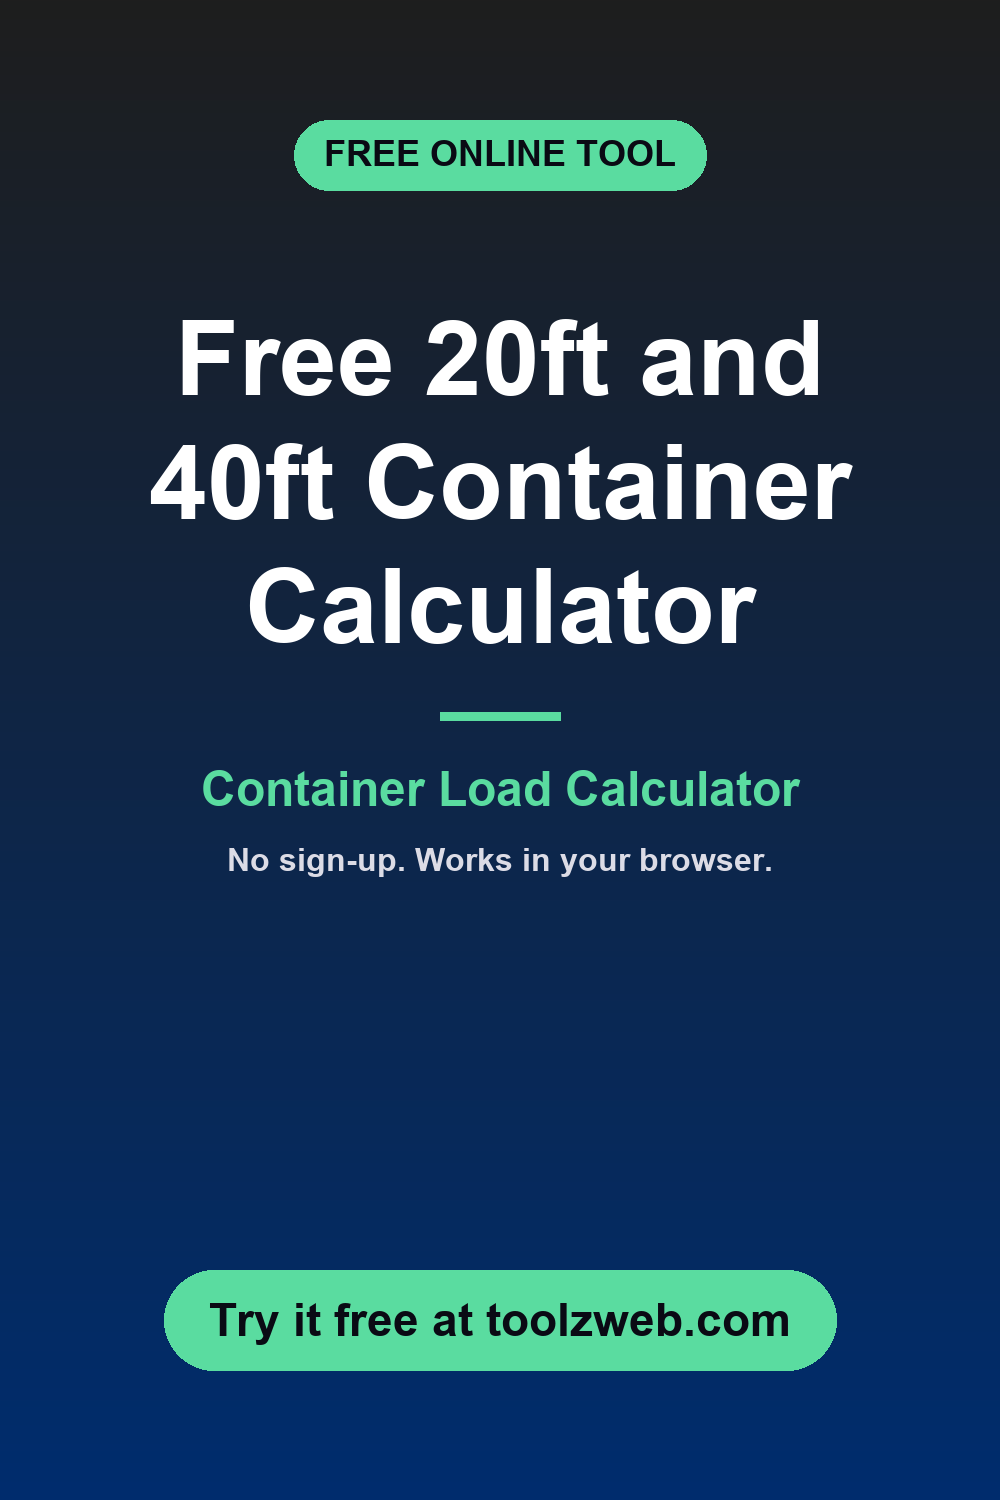 FREE ONLINE TOOL
Free 20ft and
40ft Container
Calculator
Container Load Calculator
No sign-up. Works in your browser.
Try it free at toolzweb.com